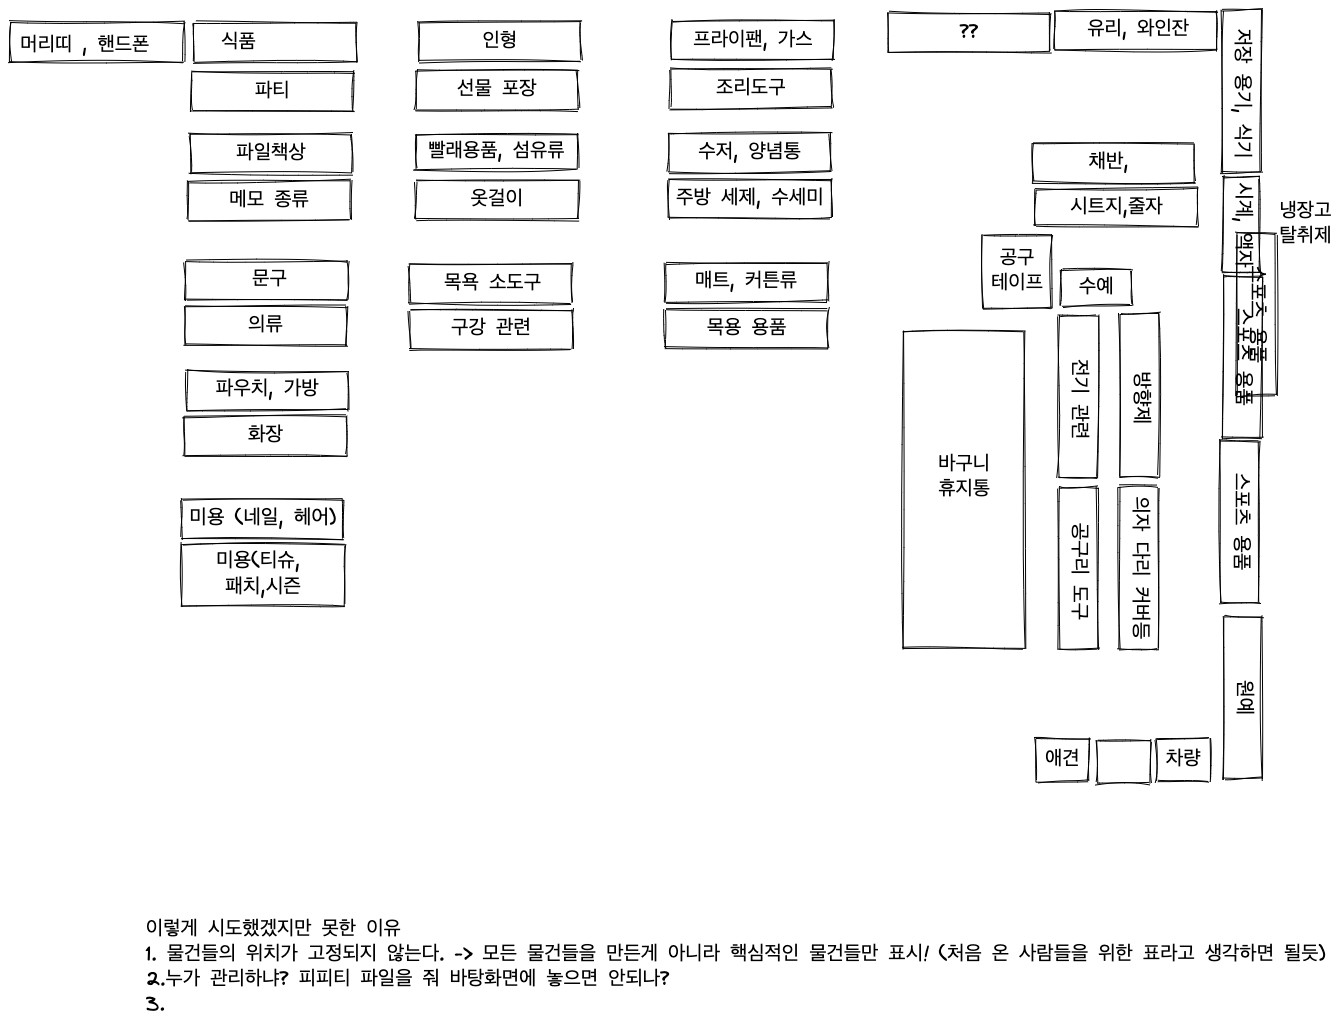 머리띠 , 핸드폰
식품
인형
프라이팬, 가스
??
유리, 와인잔
저장 용기, 식기
파티
선물 포장
조리도구
파일책상
빨래용품, 섬유류
수저, 양념통
채반,
메모 종류
옷걸이
주방 세제, 수세미
시트지,줄자
시계, 액자
냉장고
탈취제
공구
테이프
수예
문구
목욕 소도구
매트, 커튼류
스포츠 용품
스포츠 용품
의류
구강 관련
목용 용품
전기 관련
방향제
파우치, 가방
화장
바구니
휴지통
미용 (네일, 헤어)
미용(티슈,
패치,시즌
공구리 도구
의자 다리 커버등
스포츠 용품
원예
애견
차량
이렇게 시도했겠지만 못한 이유
1. 물건들의 위치가 고정되지 않는다. -> 모든 물건들을 만든게 아니라 핵심적인 물건들만 표시! (처음 온 사람들을 위한 표라고 생각하면 될듯)
2.누가 관리하냐? 피피티 파일을 줘 바탕화면에 놓으면 안되나?
3.